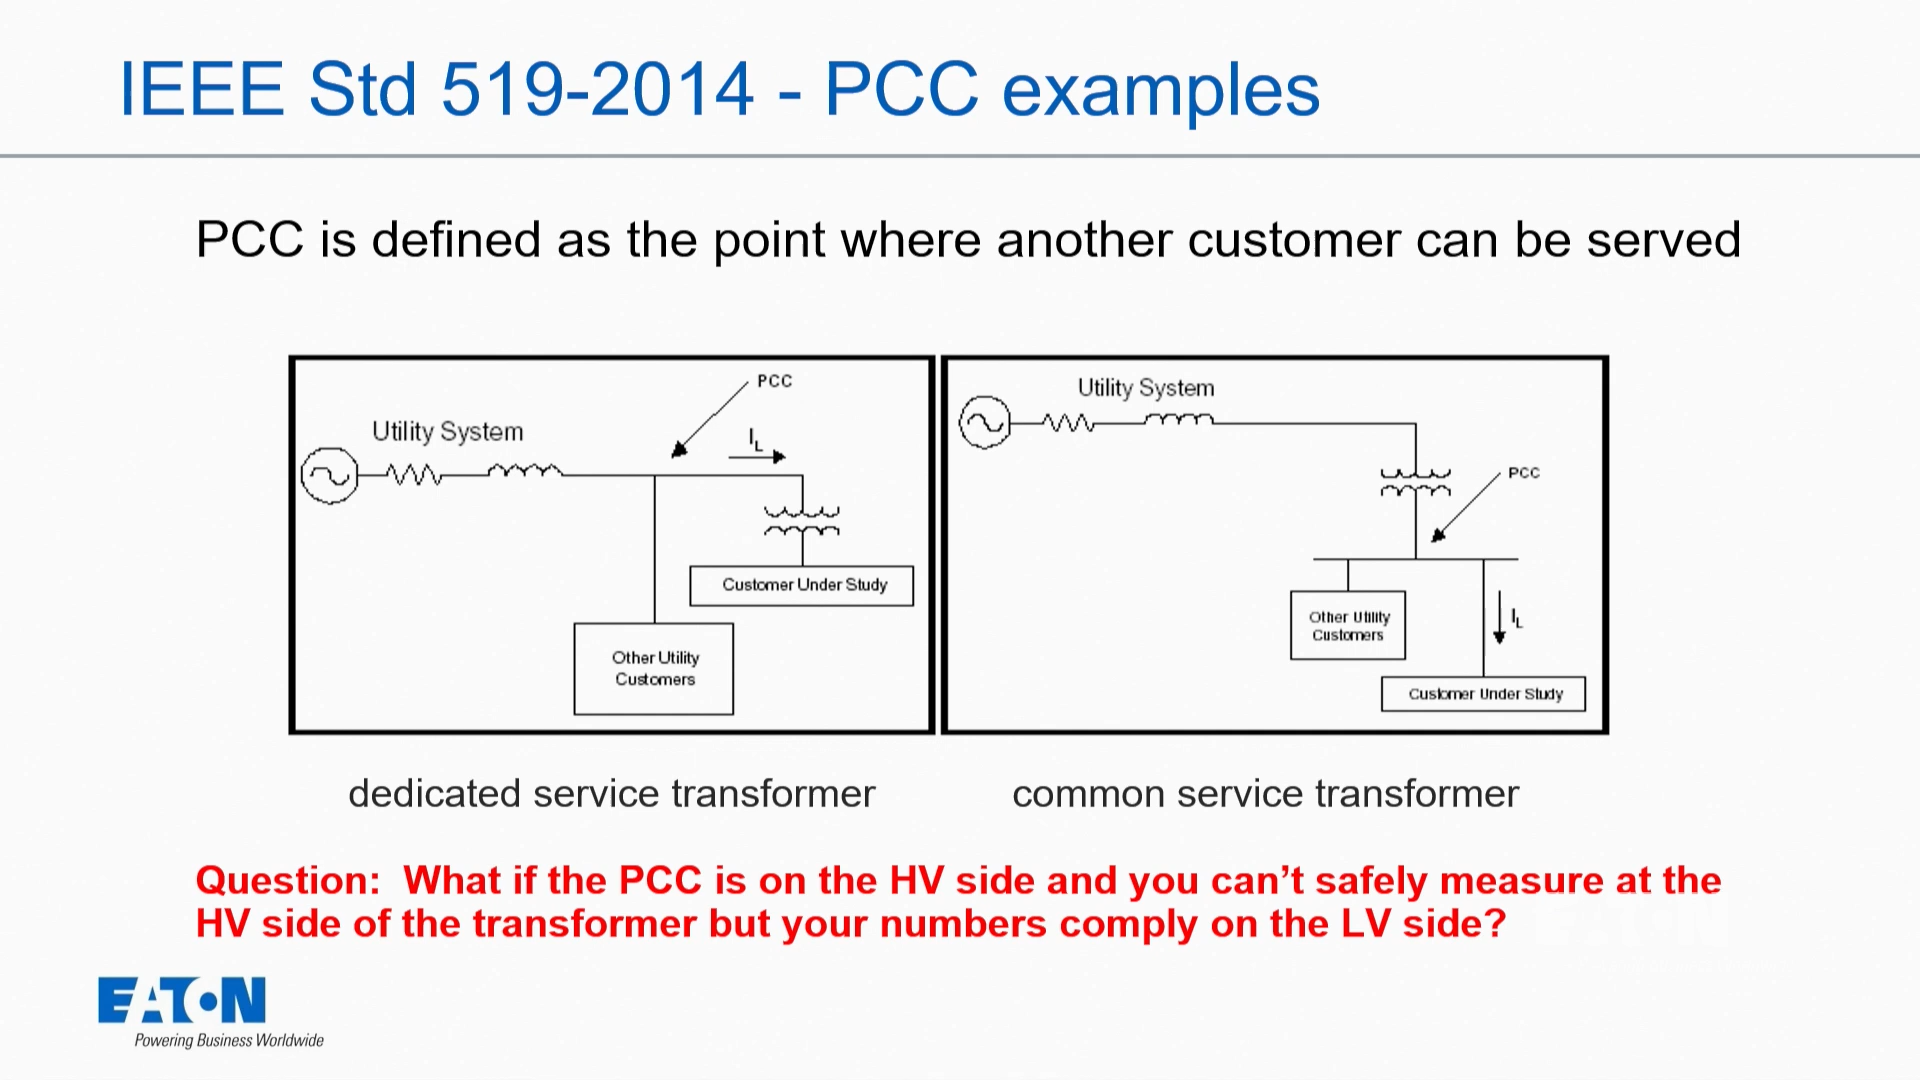 IEEE Std 519-2014 - PCC examples
PCC is defined as the point where another customer can be served
PCC
Utility System
IL
Customer Under Study
Other Utility
Customers
Utility System
PCC
Other Utility
Customers
IL
Customer Under Study
dedicated service transformer
common service transformer
Question:  What if the PCC is on the HV side and you can’t safely measure at the
HV side of the transformer but your numbers comply on the LV side?
EATON
Powering Business Worldwide